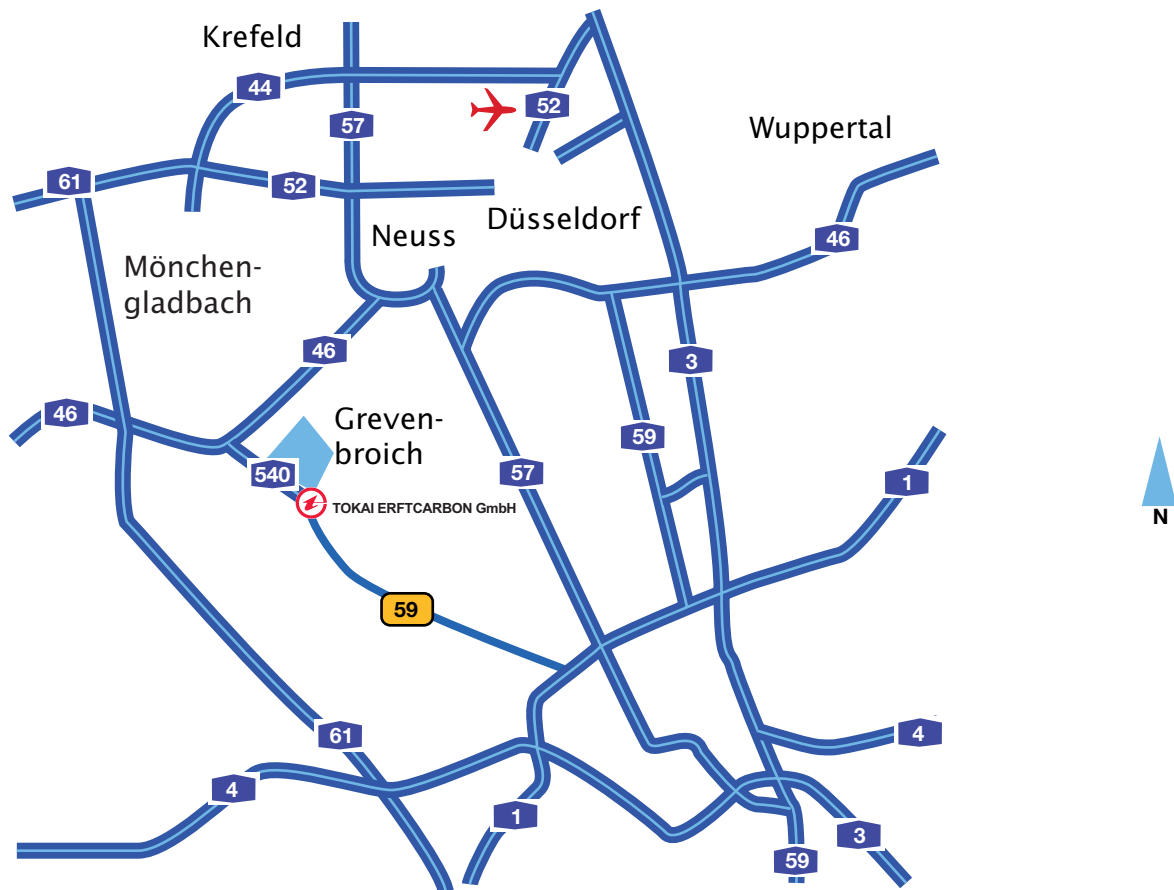 Krefeld
44
52
57
Wuppertal
61
52
Düsseldorf
Neuss
46
Mönchen-
gladbach
46
3
46
Greven-
broich
59
540
57
1
TOKAI ERFTCARBON GmbH
N
59
61
4
4
1
3
59